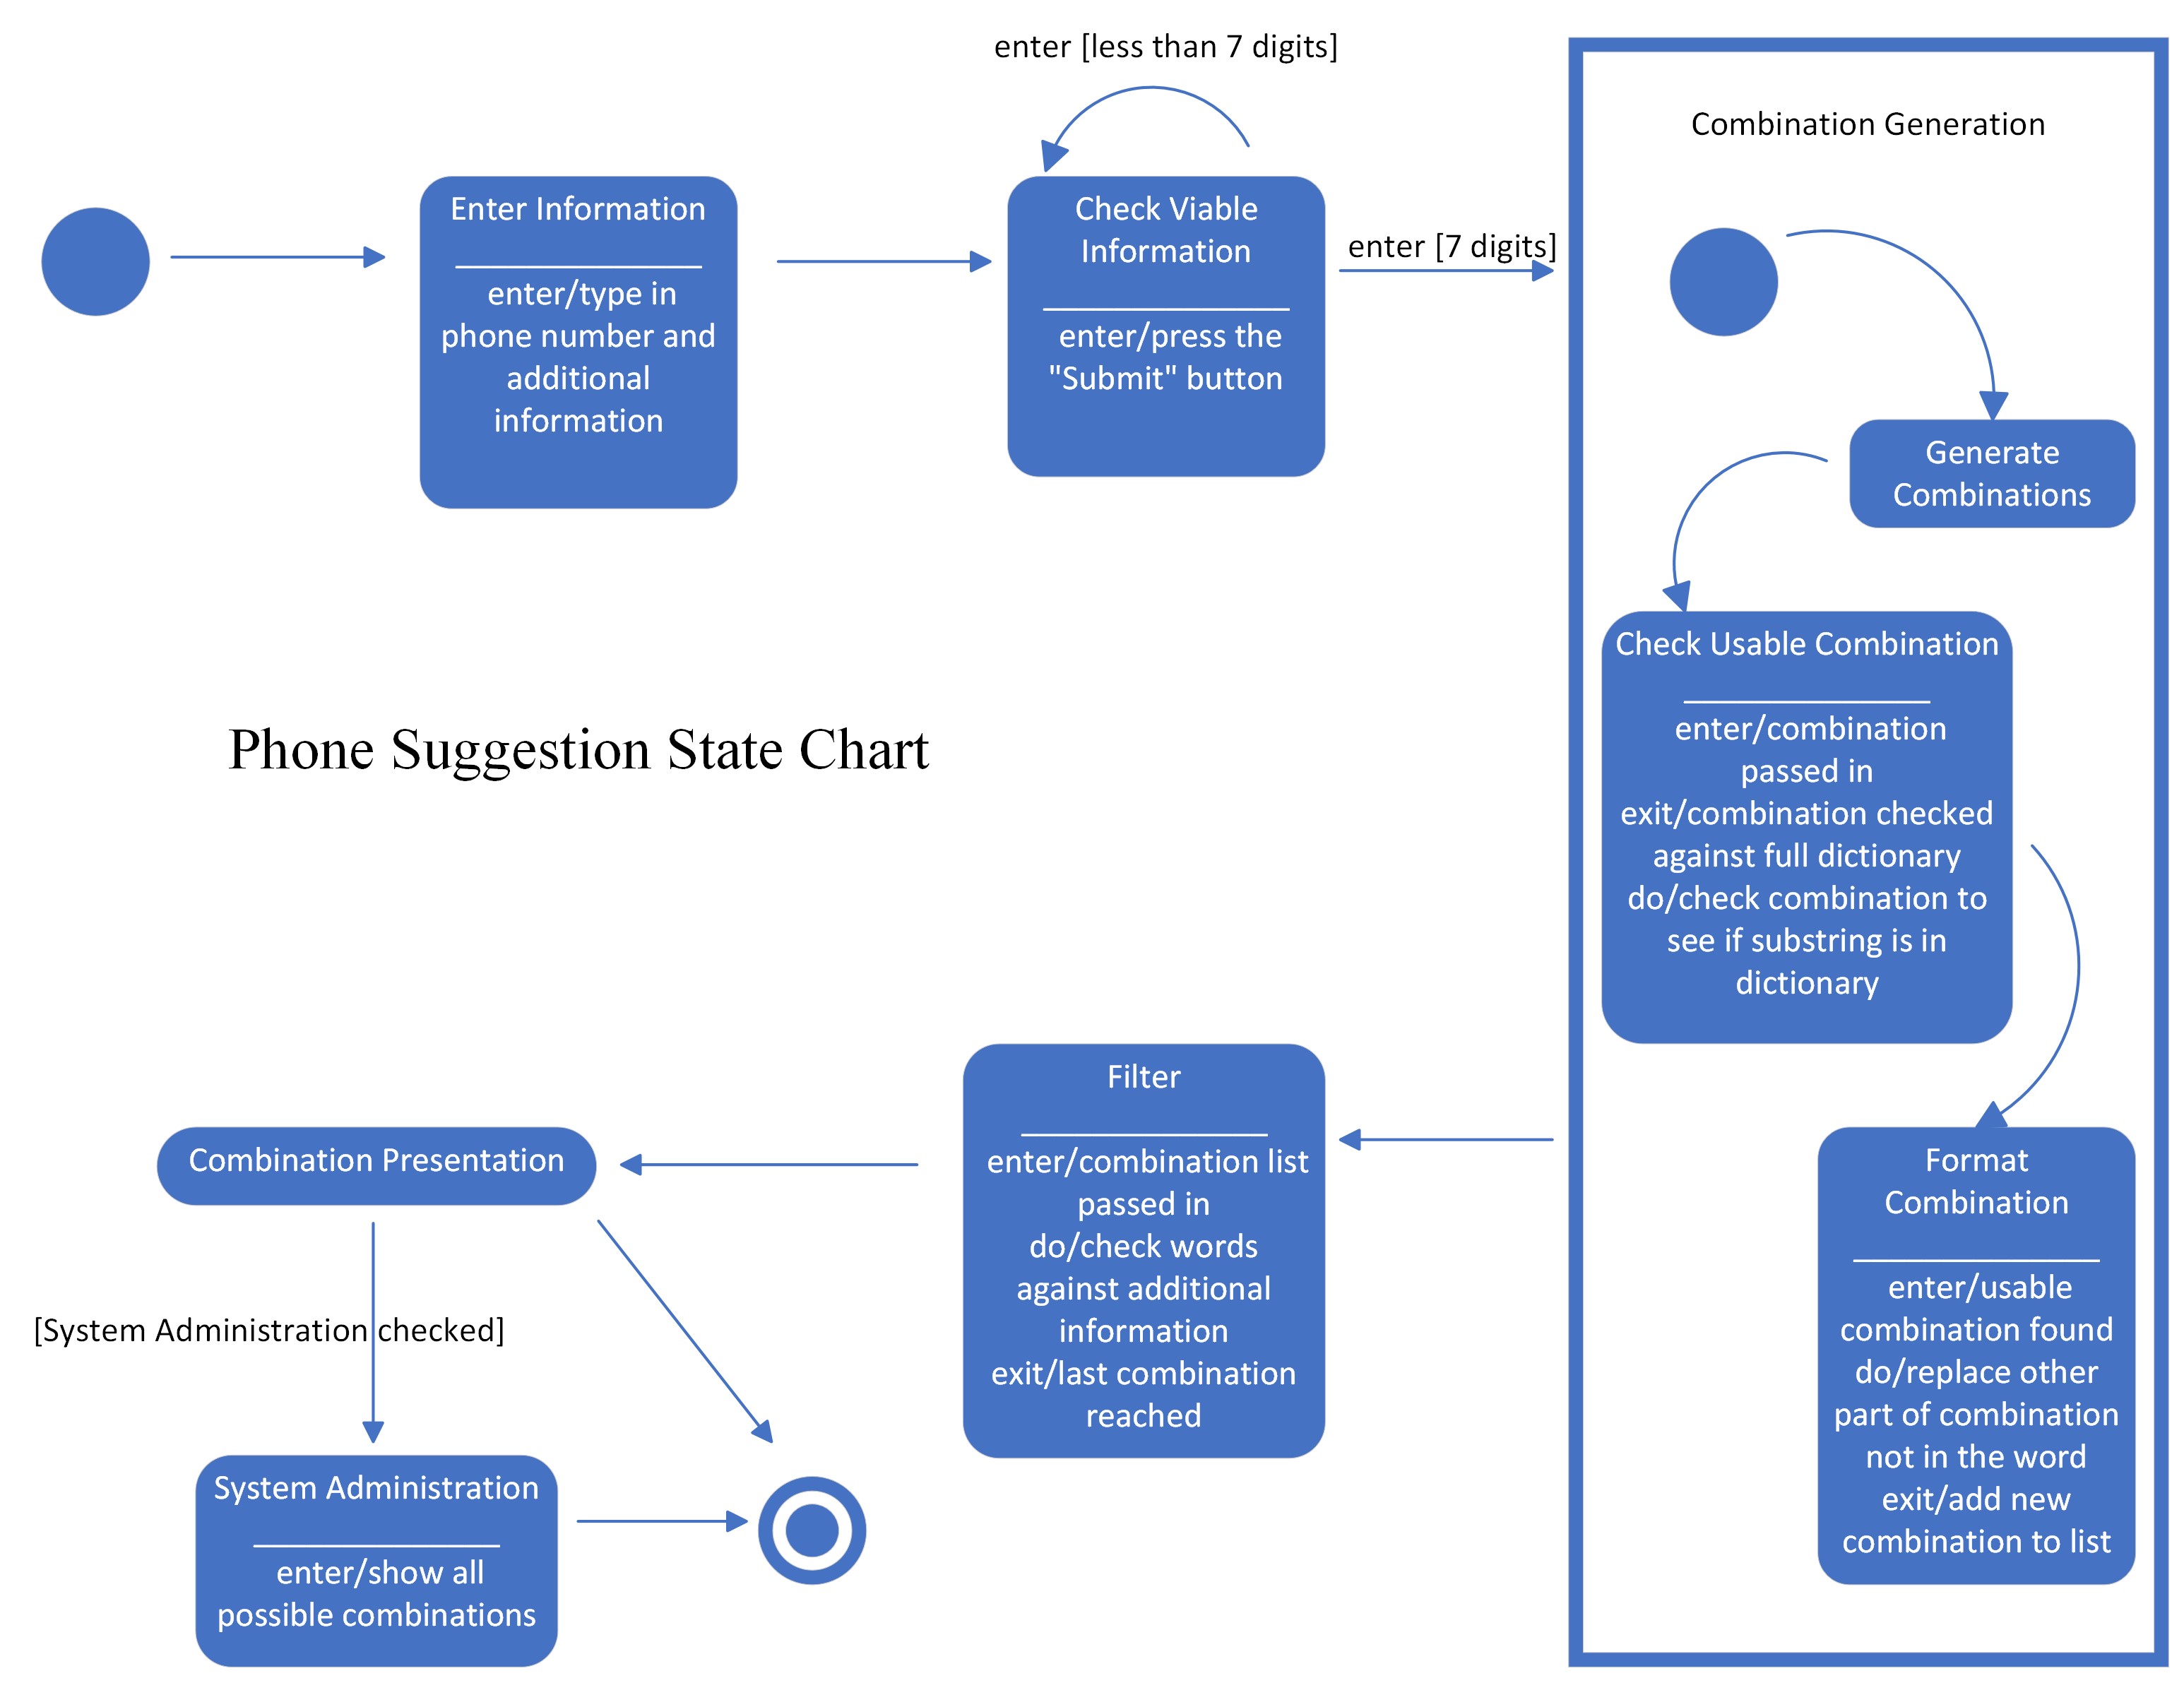 enter [less than 7 digits]
Enter Information
enter/type in
phone number and
additional
information
Check Viable
Information
enter/press the
"Submit" button
enter [7 digits]
Combination Generation
Generate
Combinations
Check Usable Combination
enter/combination
passed in
exit/combination checked
against full dictionary
do/check combination to
see if substring is in
dictionary
Format
Combination
enter/usable
combination found
do/replace other
part of combination
not in the word
exit/add new
combination to list
Phone Suggestion State Chart
Filter
enter/combination list
passed in
do/check words
against additional
information
exit/last combination
reached
Combination Presentation
[System Administration checked]
System Administration
enter/show all
possible combinations